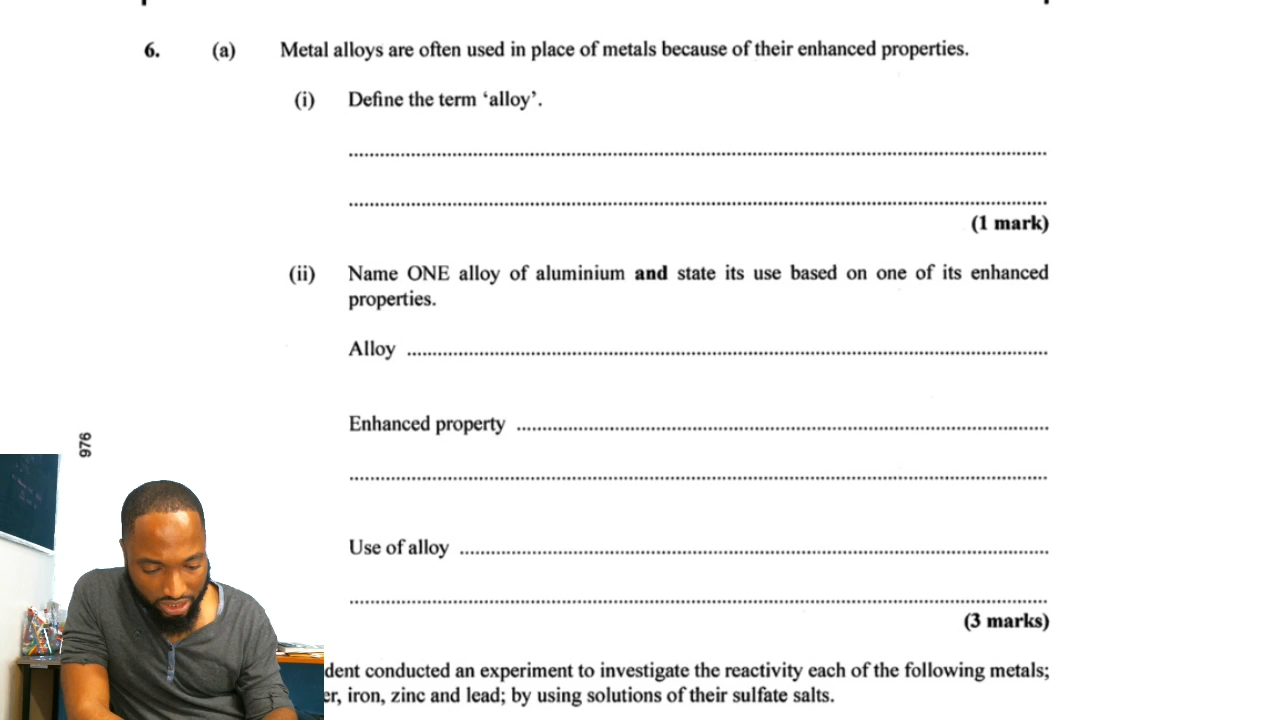 6. (a) Metal alloys are often used in place of metals because of their enhanced properties.
(i) Define the term ‘alloy’.
(1 mark)
(ii) Name ONE alloy of aluminium and state its use based on one of its enhanced
properties.
Alloy
Enhanced property
976
Use of alloy
(3 marks)
dent conducted an experiment to investigate the reactivity each of the following metals;
er, iron, zinc and lead; by using solutions of their sulfate salts.